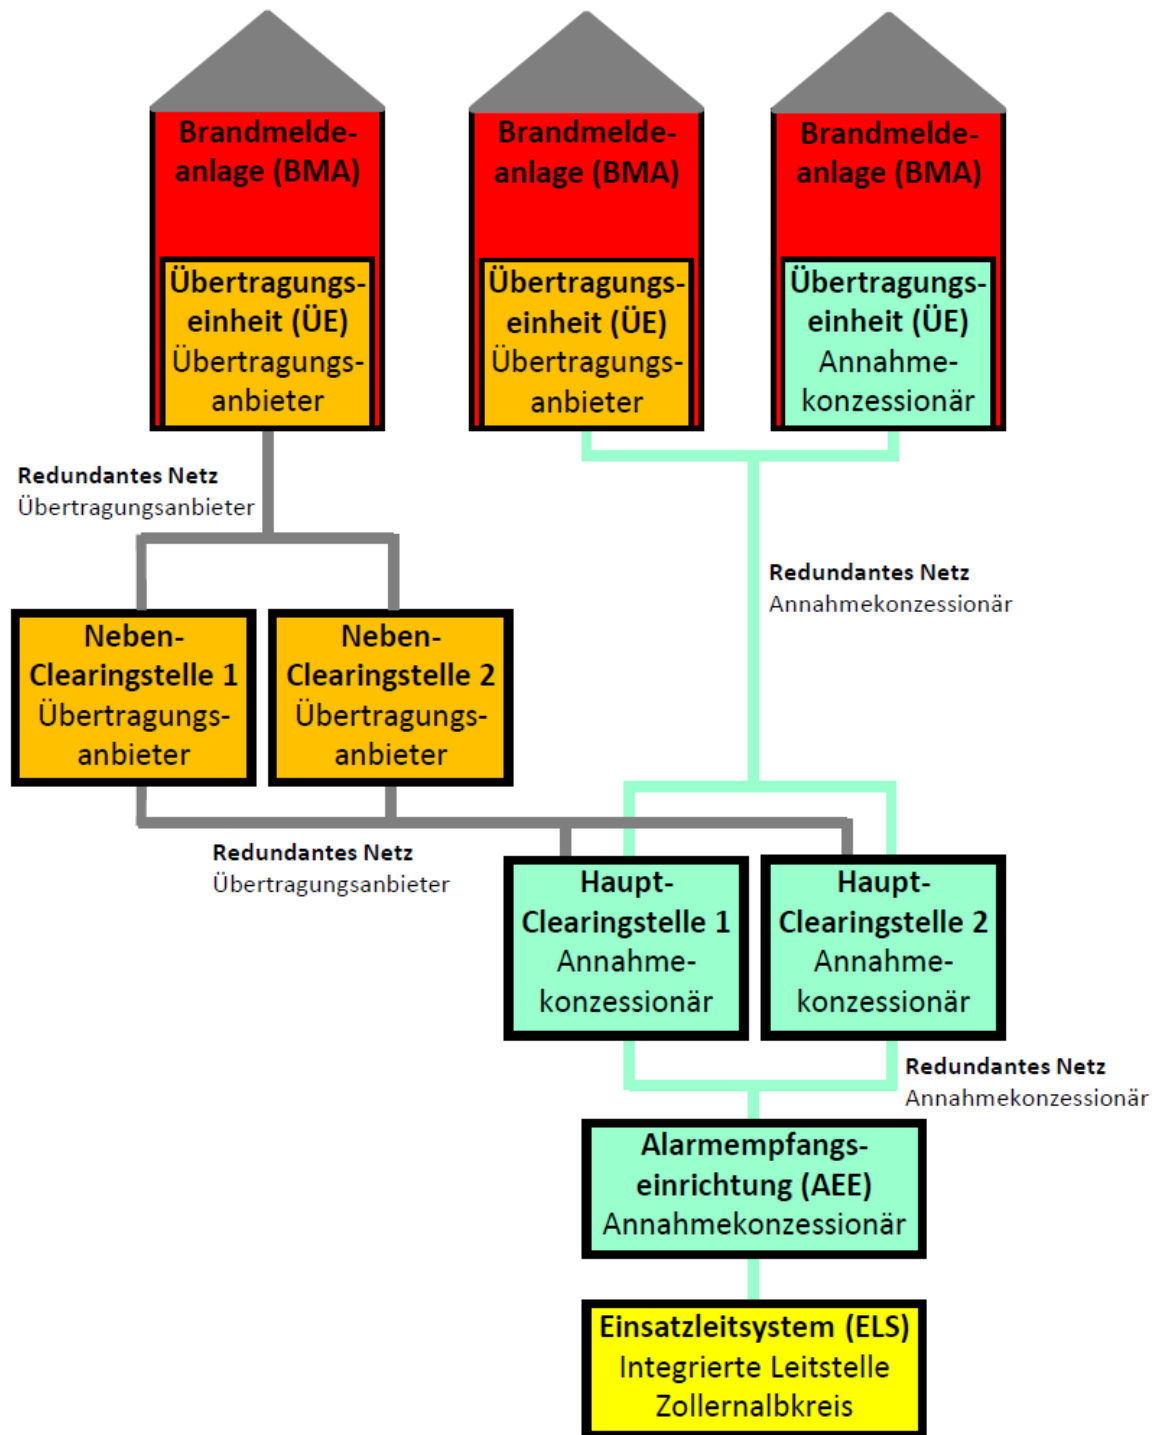 Brandmelde-
anlage (BMA)
Übertragungs-
einheit (ÜE)
Übertragungs-
anbieter
Brandmelde-
anlage (BMA)
Übertragungs-
einheit (ÜE)
Übertragungs-
anbieter
Brandmelde-
anlage (BMA)
Übertragungs-
einheit (ÜE)
Annahme-
konzessionär
Redundantes Netz
Übertragungsanbieter
Redundantes Netz
Annahmekonzessionär
Neben-
Clearingstelle 1
Übertragungs-
anbieter
Neben-
Clearingstelle 2
Übertragungs-
anbieter
Redundantes Netz
Übertragungsanbieter
Haupt-
Clearingstelle 1
Annahme-
konzessionär
Haupt-
Clearingstelle 2
Annahme-
konzessionär
Redundantes Netz
Annahmekonzessionär
Alarmempfangs-
einrichtung (AEE)
Annahmekonzessionär
Einsatzleitsystem (ELS)
Integrierte Leitstelle
Zollernalbkreis